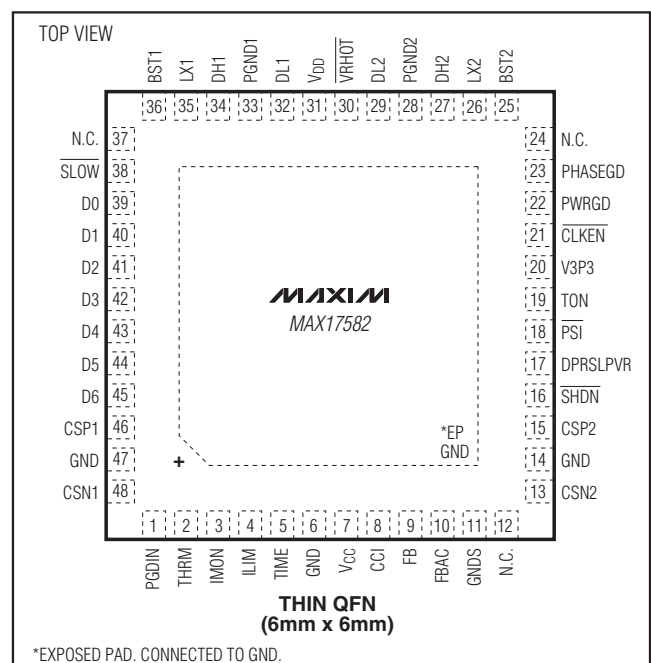 TOP VIEW
BST1 LX1 DH1 PGND1 DL1 VDD VRHOT DL2 PGND2 DH2 LX2 BST2
36 35 34 33 32 31 30 29 28 27 26 25
N.C. 37 24 N.C.
SLOW 38 23 PHASEGD
D0 39 22 PWRGD
D1 40 21 CLKEN
D2 41 20 V3P3
D3 42 19 TON
MAXIM
MAX17582
D4 43 18 PSI
D5 44 17 DPRSLPVR
D6 45 16 SHDN
CSP1 46 15 CSP2
*EP
GND
GND 47 + 14 GND
CSN1 48 13 CSN2
1 2 3 4 5 6 7 8 9 10 11 12
PGDIN THRM IMON ILIM TIME GND VCC CCI FB FBAC GNDS N.C.
THIN QFN
(6mm x 6mm)
*EXPOSED PAD. CONNECTED TO GND.